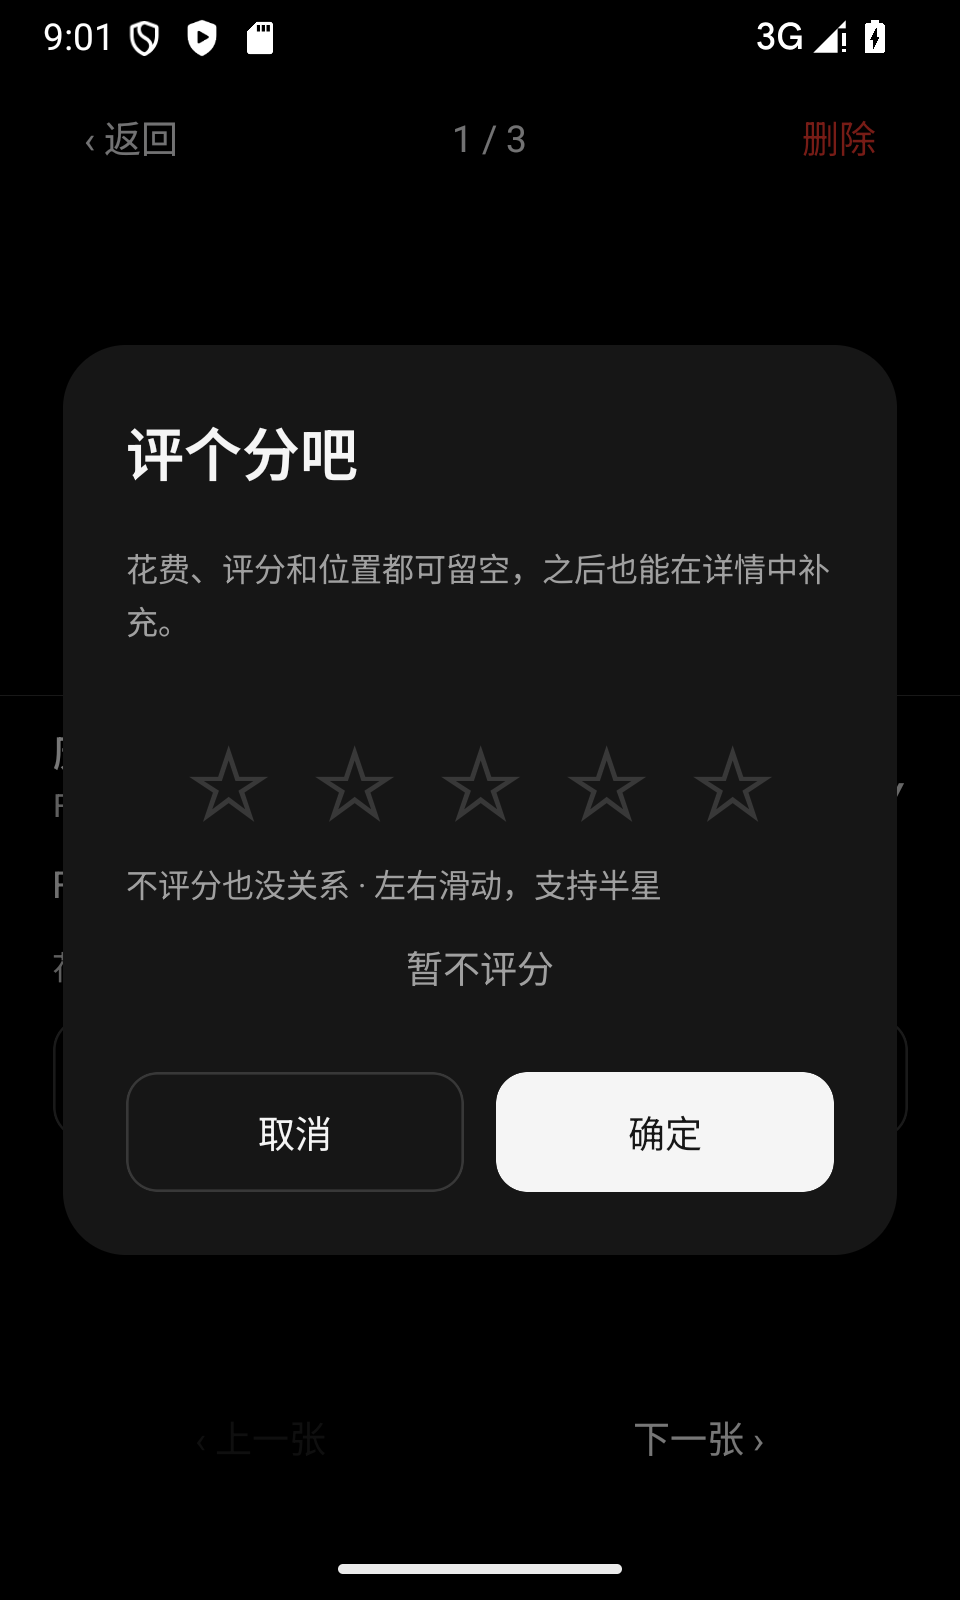 9:01
3G
‹ 返回
1 / 3
删除
评个分吧
花费、评分和位置都可留空，之后也能在详情中补
充。
不评分也没关系 · 左右滑动，支持半星
暂不评分
取消
确定
‹ 上一张
下一张 ›